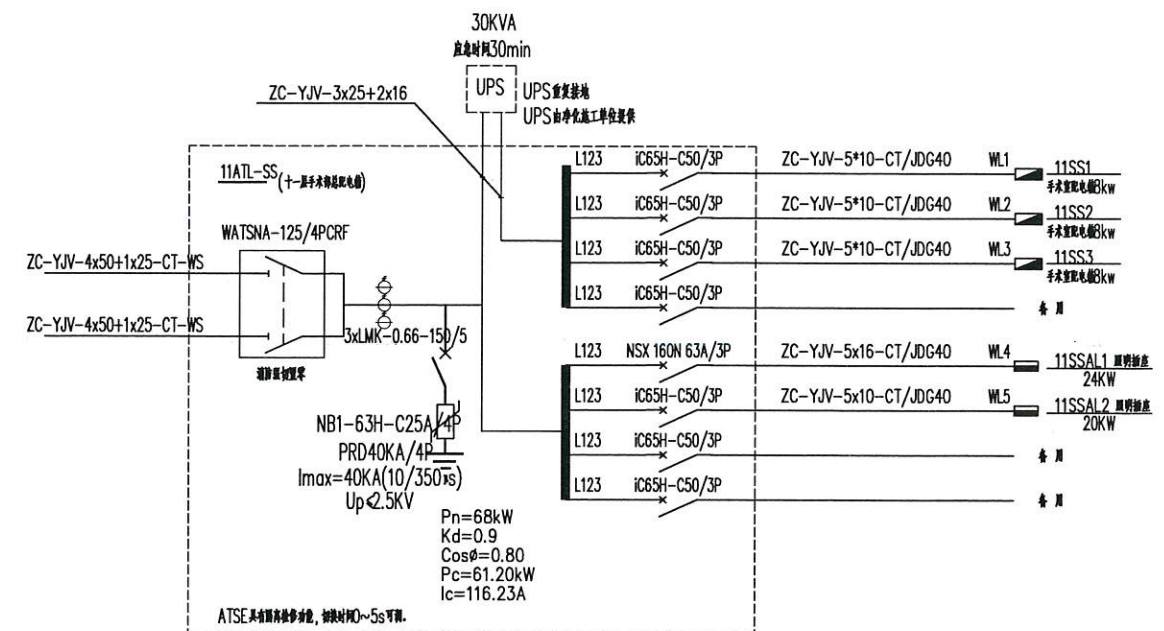 30KVA
应急时间30min
UPS
UPS重复接地
UPS由净化施工单位提供
ZC-YJV-3x25+2x16
11ATL-SS(十一层手术部总配电箱)
WATSNA-125/4PCRF
ZC-YJV-4x50+1x25-CT-WS
ZC-YJV-4x50+1x25-CT-WS
消防层切置零
3xLMK-0.66-150/5
NB1-63H-C25A/4P
PRD40KA/4P
Imax=40KA(10/350us)
Up<2.5KV
Pn=68kW
Kd=0.9
Cosø=0.80
Pc=61.20kW
Ic=116.23A
ATSE具有隔离检修功能,切换时间0~5s可调.
L123 iC65H-C50/3P ZC-YJV-5*10-CT/JDG40 WL1 11SS1
手术室配电箱8kw
L123 iC65H-C50/3P ZC-YJV-5*10-CT/JDG40 WL2 11SS2
手术室配电箱8kw
L123 iC65H-C50/3P ZC-YJV-5*10-CT/JDG40 WL3 11SS3
手术室配电箱8kw
L123 iC65H-C50/3P 备用
L123 NSX 160N 63A/3P ZC-YJV-5x16-CT/JDG40 WL4 11SSAL1 照明插座
24KW
L123 iC65H-C50/3P ZC-YJV-5x10-CT/JDG40 WL5 11SSAL2 照明插座
20KW
L123 iC65H-C50/3P 备用
L123 iC65H-C50/3P 备用